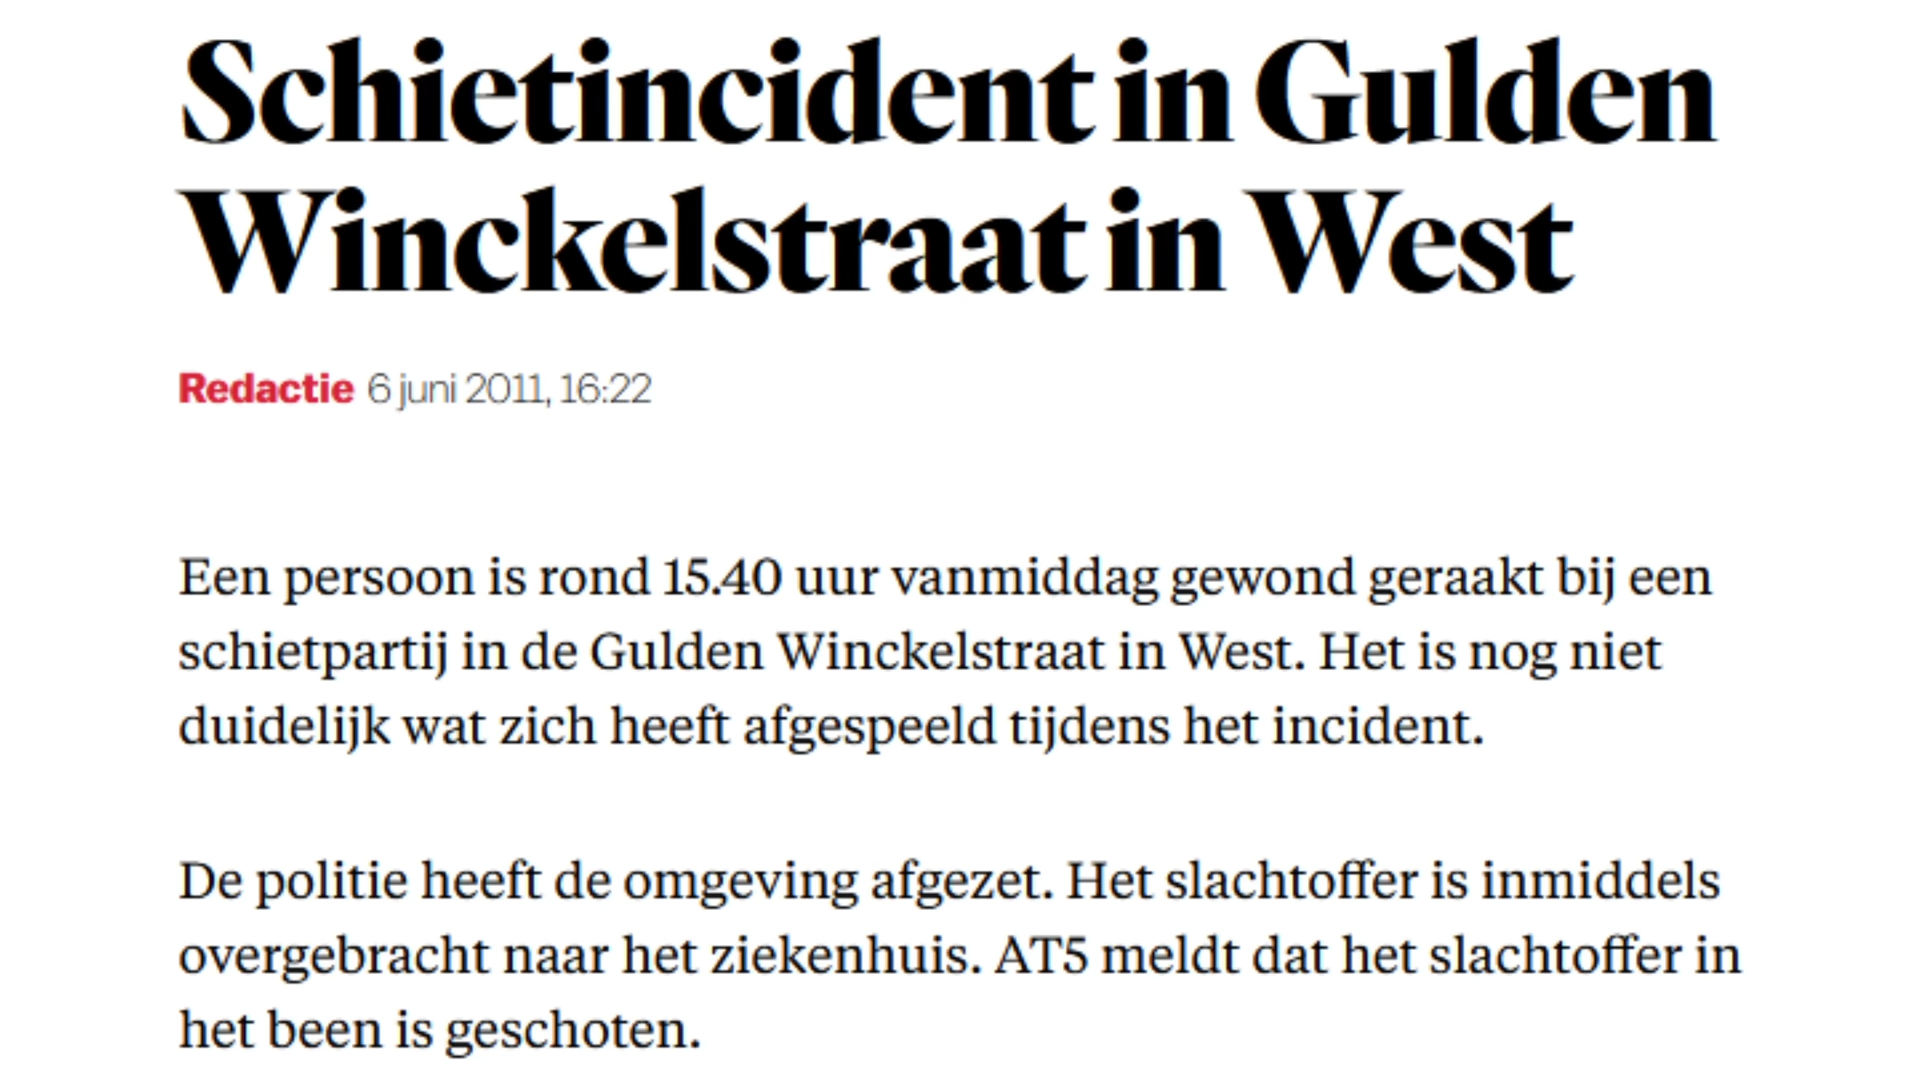 Schietincident in Gulden
Winckelstraat in West
Redactie 6 juni 2011, 16:22
Een persoon is rond 15.40 uur vanmiddag gewond geraakt bij een
schietpartij in de Gulden Winckelstraat in West. Het is nog niet
duidelijk wat zich heeft afgespeeld tijdens het incident.
De politie heeft de omgeving afgezet. Het slachtoffer is inmiddels
overgebracht naar het ziekenhuis. AT5 meldt dat het slachtoffer in
het been is geschoten.